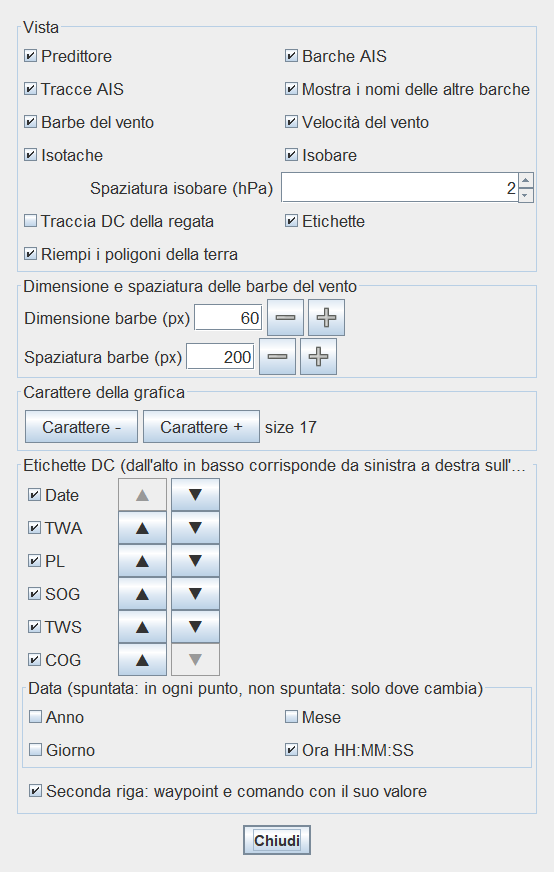 Vista
Predittore Barche AIS
Tracce AIS Mostra i nomi delle altre barche
Barbe del vento Velocità del vento
Isotache Isobare
Spaziatura isobare (hPa) 2
Traccia DC della regata Etichette
Riempi i poligoni della terra
Dimensione e spaziatura delle barbe del vento
Dimensione barbe (px) 60
Spaziatura barbe (px) 200
Carattere della grafica
Carattere - Carattere + size 17
Etichette DC (dall'alto in basso corrisponde da sinistra a destra sull'...
Date
TWA
PL
SOG
TWS
COG
Data (spuntata: in ogni punto, non spuntata: solo dove cambia)
Anno Mese
Giorno Ora HH:MM:SS
Seconda riga: waypoint e comando con il suo valore
Chiudi